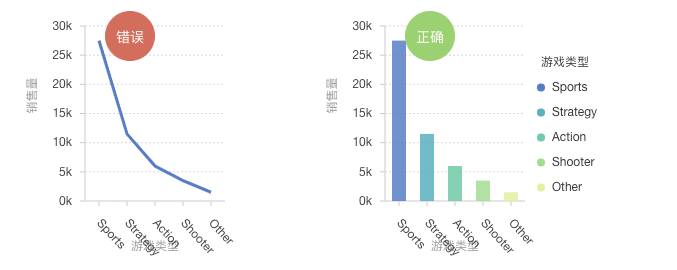 错误
30k
25k
20k
15k
10k
5k
0k
销售量
Sports
Strategy
Action
Shooter
Other
游戏类型
正确
30k
25k
20k
15k
10k
5k
0k
销售量
Sports
Strategy
Action
Shooter
Other
游戏类型
游戏类型
Sports
Strategy
Action
Shooter
Other